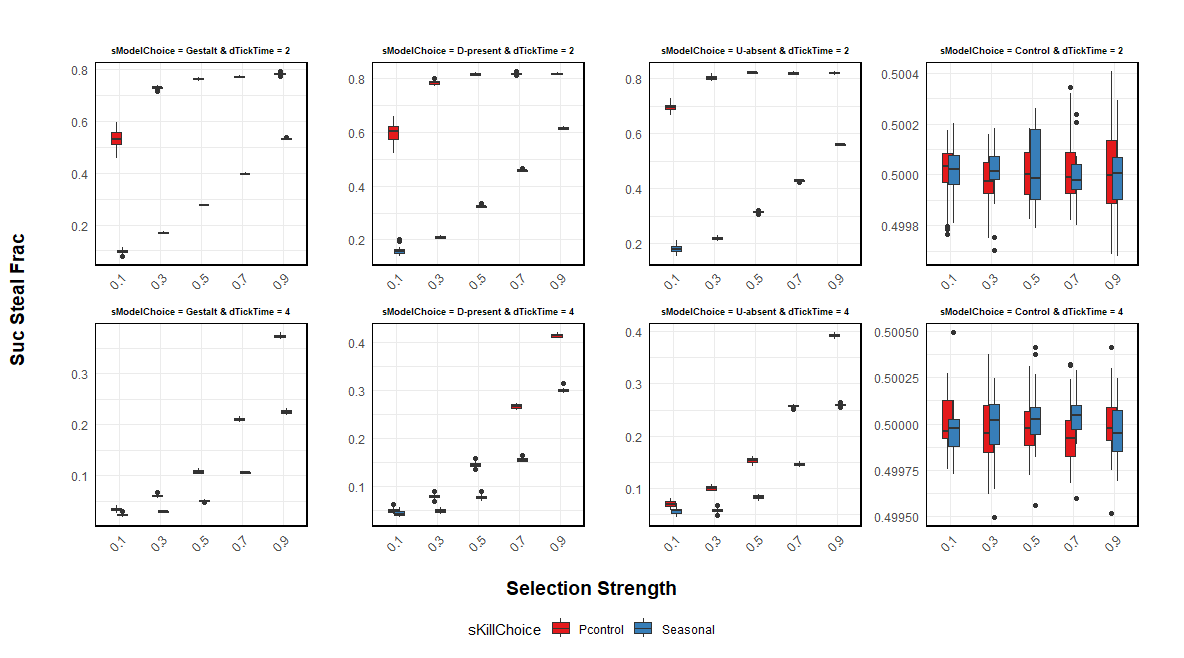 sModelChoice = Gestalt & dTickTime = 2
sModelChoice = D-present & dTickTime = 2
sModelChoice = U-absent & dTickTime = 2
sModelChoice = Control & dTickTime = 2
0.8
0.6
0.4
0.2
0.1 0.3 0.5 0.7 0.9
0.8
0.6
0.4
0.2
0.1 0.3 0.5 0.7 0.9
0.8
0.6
0.4
0.2
0.1 0.3 0.5 0.7 0.9
0.5004
0.5002
0.5000
0.4998
0.1 0.3 0.5 0.7 0.9
Suc Steal Frac
sModelChoice = Gestalt & dTickTime = 4
sModelChoice = D-present & dTickTime = 4
sModelChoice = U-absent & dTickTime = 4
sModelChoice = Control & dTickTime = 4
0.3
0.2
0.1
0.1 0.3 0.5 0.7 0.9
0.4
0.3
0.2
0.1
0.1 0.3 0.5 0.7 0.9
0.4
0.3
0.2
0.1
0.1 0.3 0.5 0.7 0.9
0.50050
0.50025
0.50000
0.49975
0.49950
0.1 0.3 0.5 0.7 0.9
Selection Strength
sKillChoice Pcontrol Seasonal